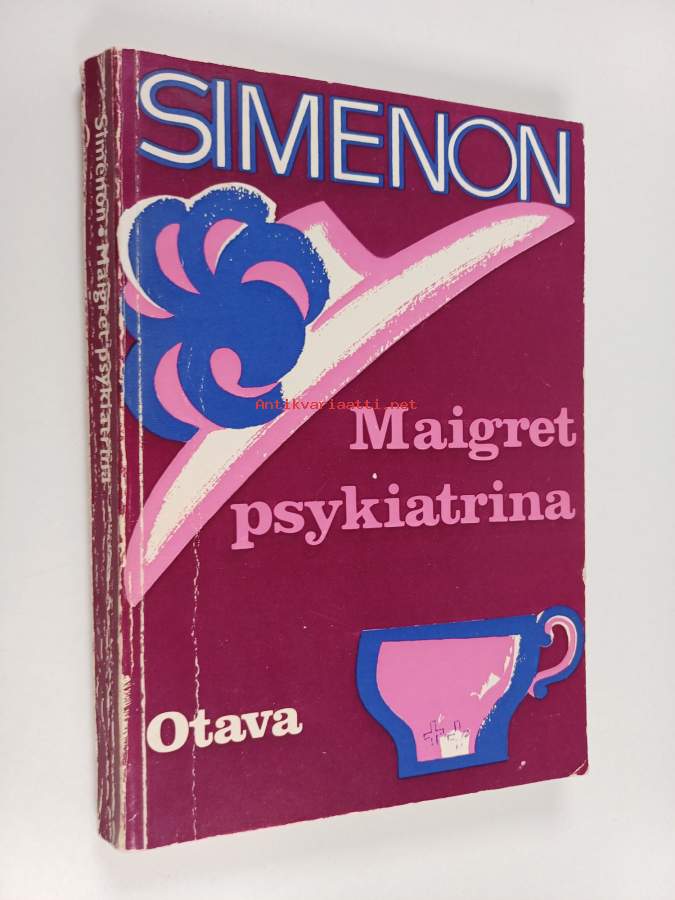 SIMENON
Maigret
psykiatrina
Otava
Simenon • Maigret psykiatrina
Antikvariaatti.net